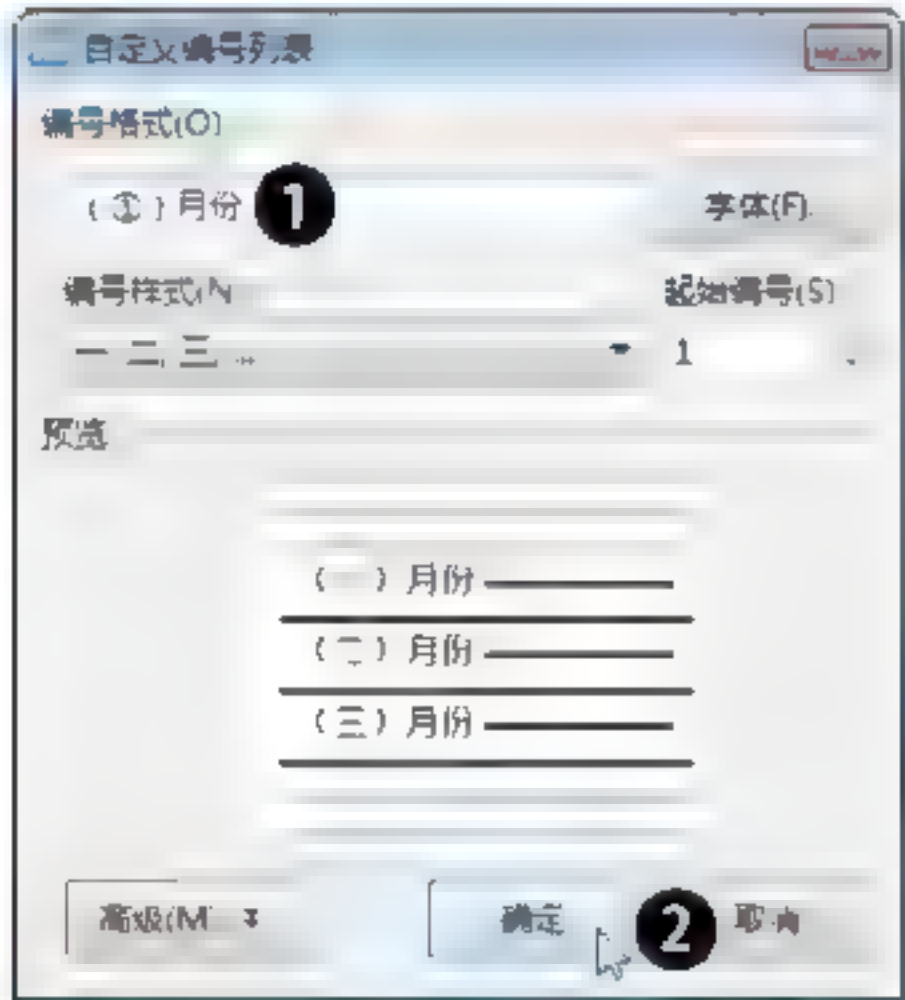 自定义编号列表
编号格式(O)
(①)月份 1
字体(F).
编号样式(N
起始编号(S)
一 二, 三, ...
1
预览
(一)月份
(二)月份
(三)月份
高级(M)
确定 2 取消